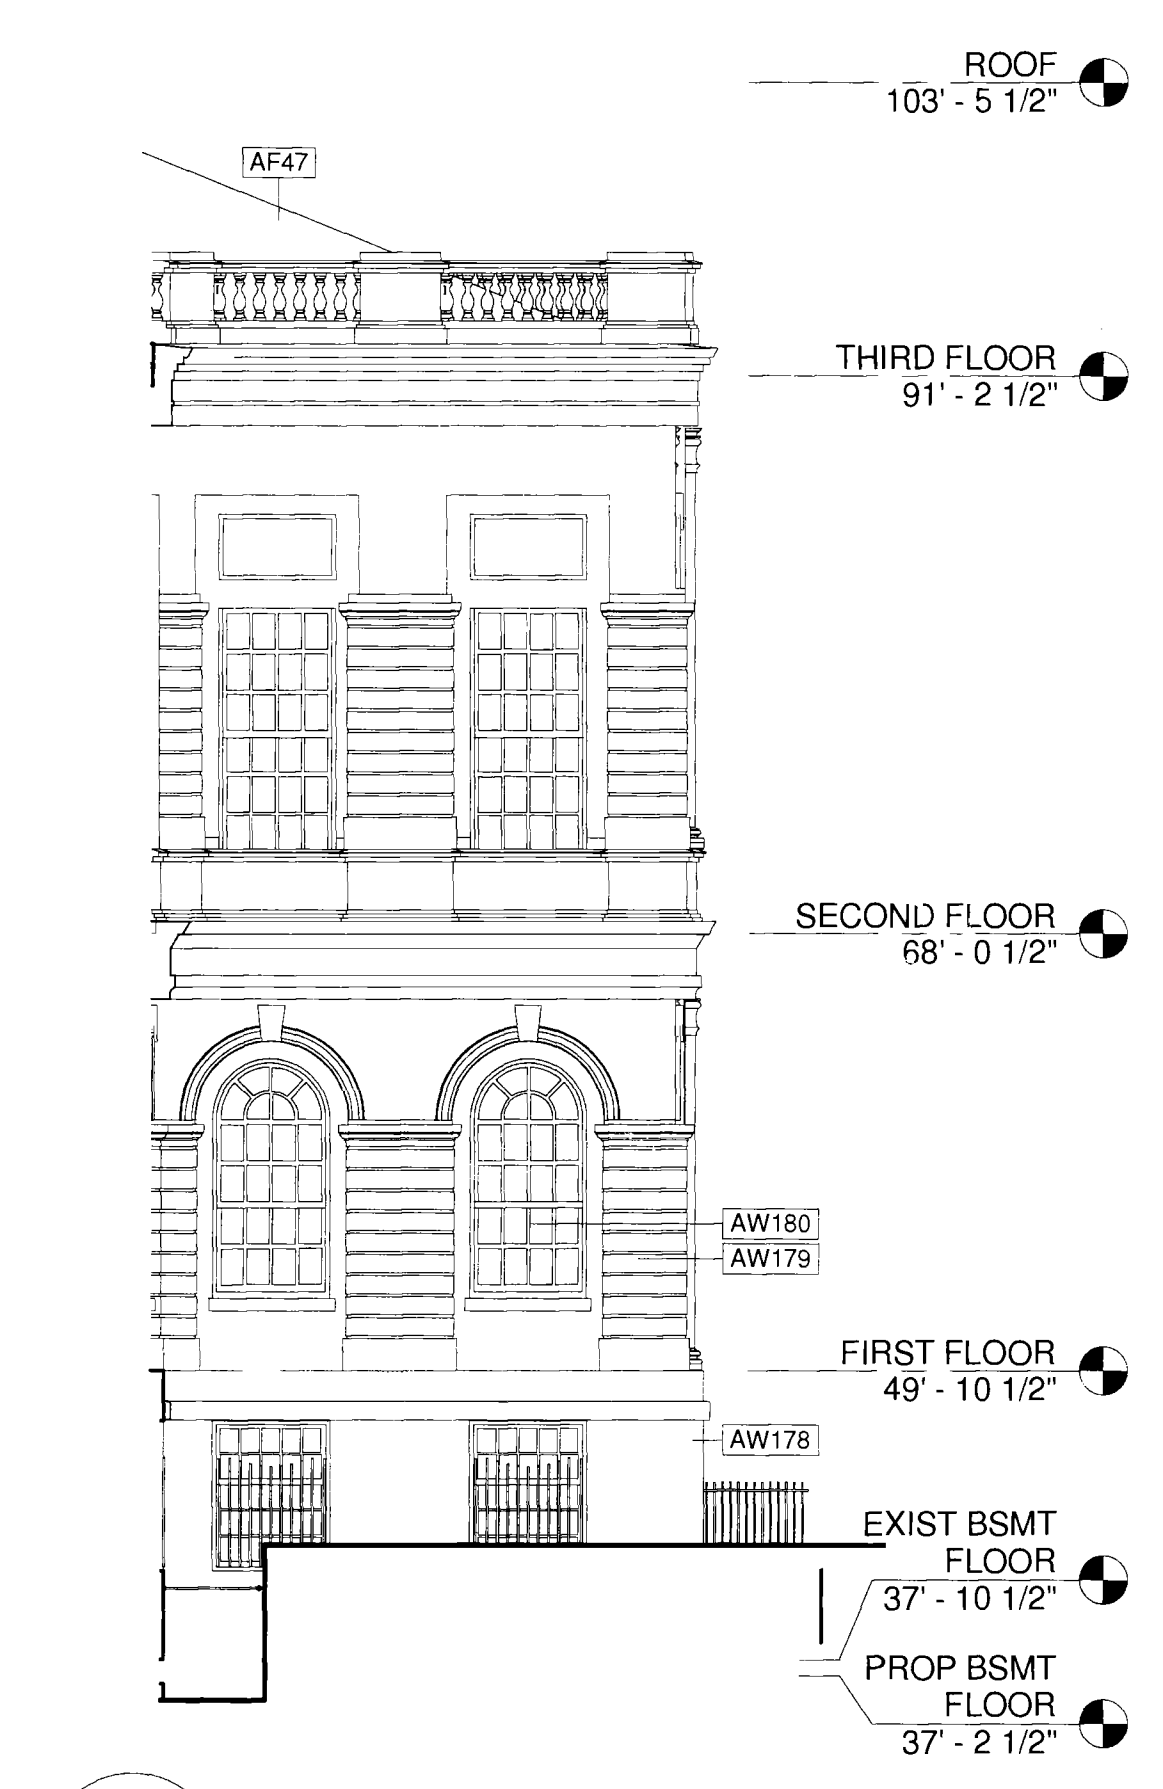 ROOF
103' - 5 1/2"
AF47
THIRD FLOOR
91' - 2 1/2"
SECOND FLOOR
68' - 0 1/2"
AW180
AW179
FIRST FLOOR
49' - 10 1/2"
AW178
EXIST BSMT
FLOOR
37' - 10 1/2"
PROP BSMT
FLOOR
37' - 2 1/2"